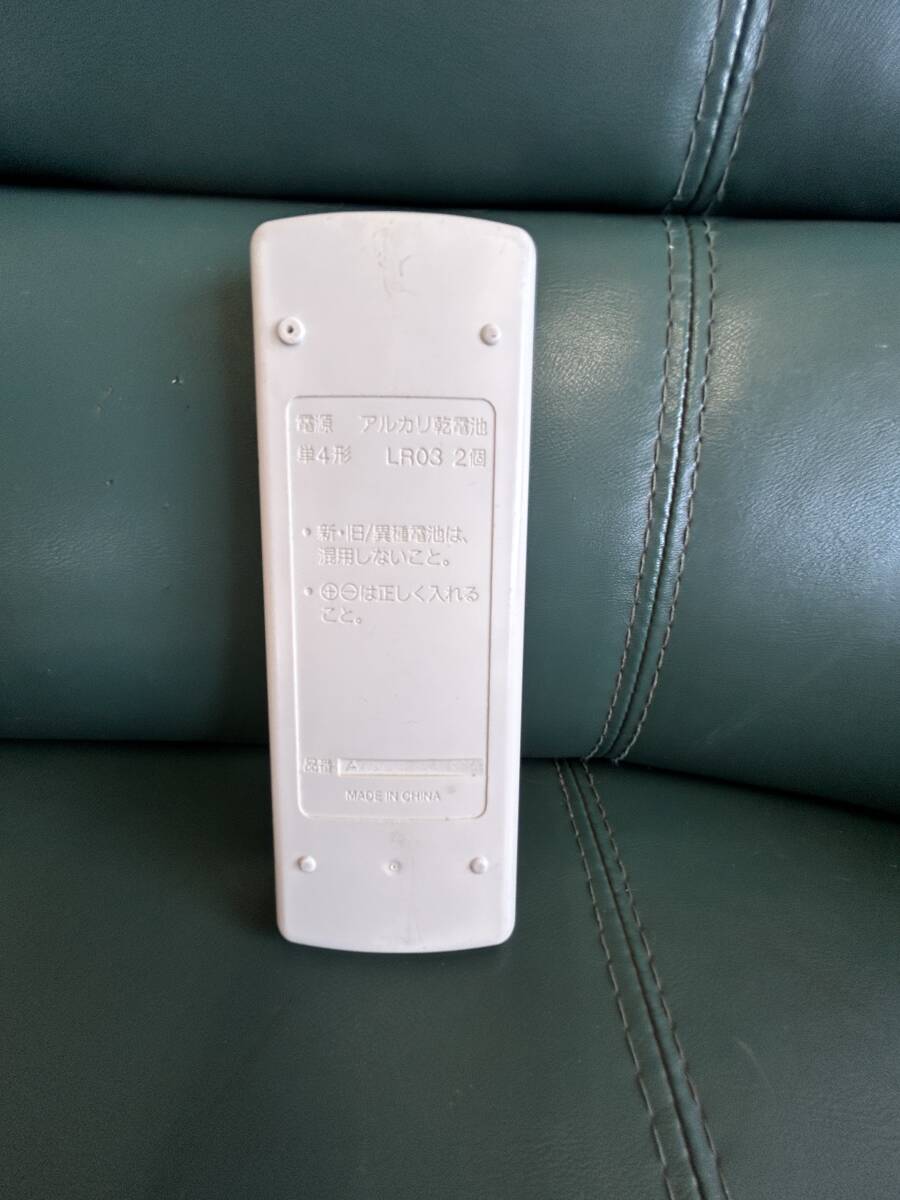 電源　アルカリ乾電池
単4形　LR03 2個
・新・旧/異種電池は、
混用しないこと。
・⊕⊖は正しく入れる
こと。
品番
MADE IN CHINA